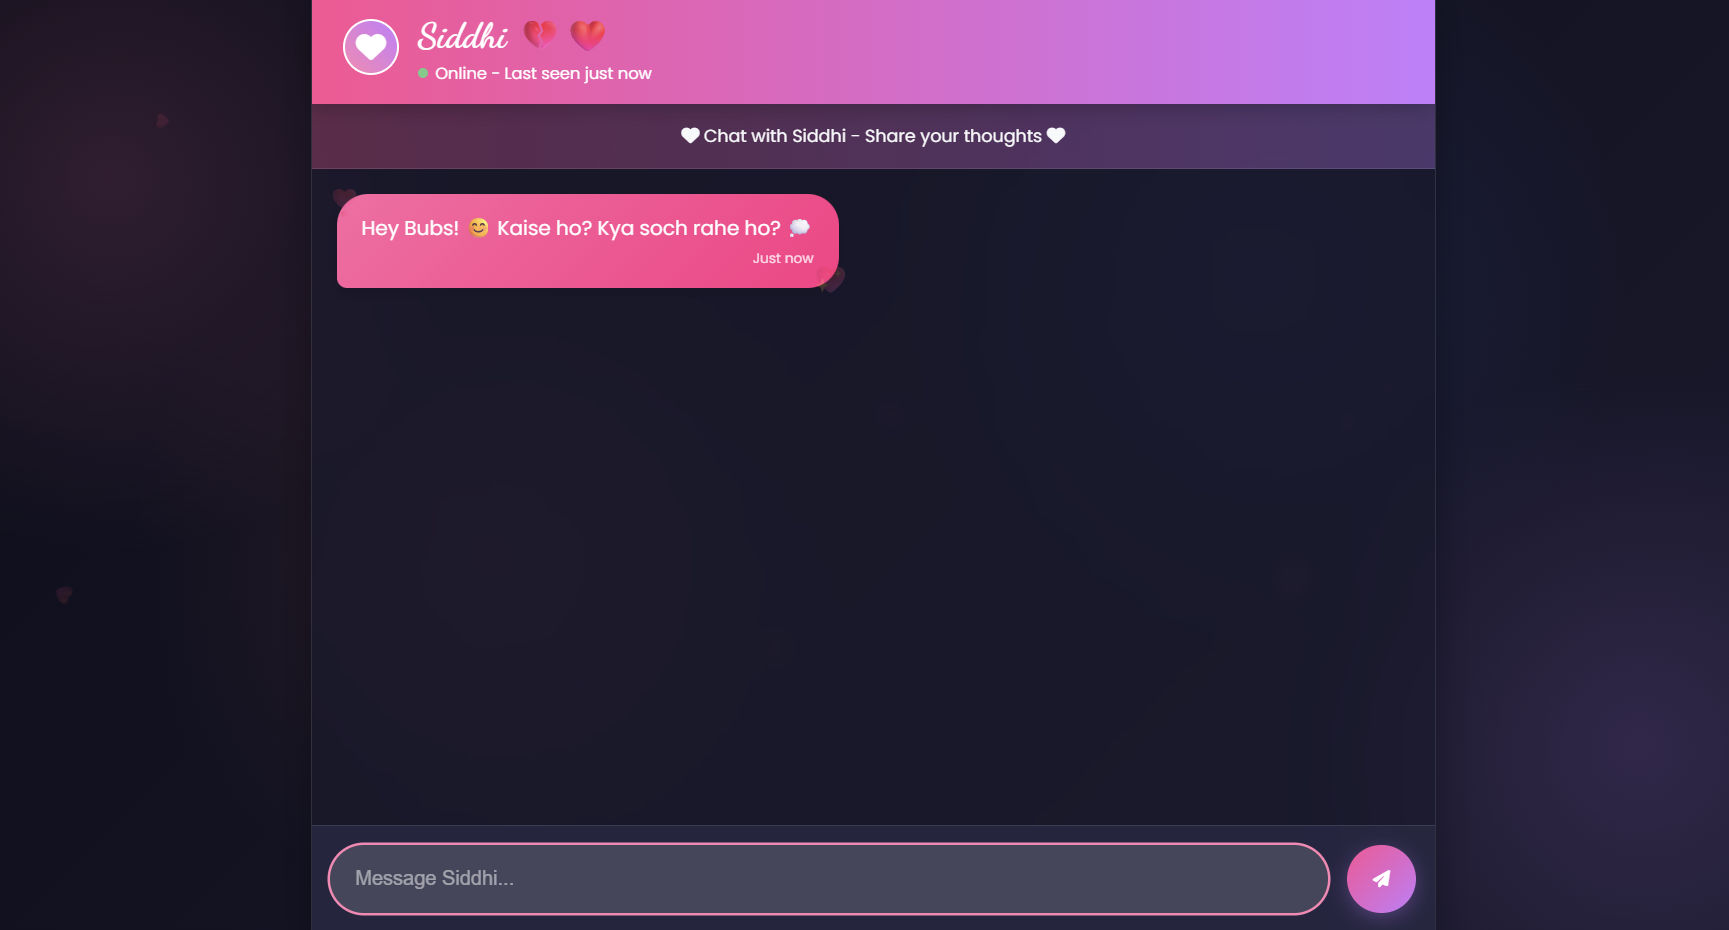 Siddhi 💔 ❤️
Online - Last seen just now
Chat with Siddhi - Share your thoughts
Hey Bubs! 😊 Kaise ho? Kya soch rahe ho? 💭
Just now
Message Siddhi...